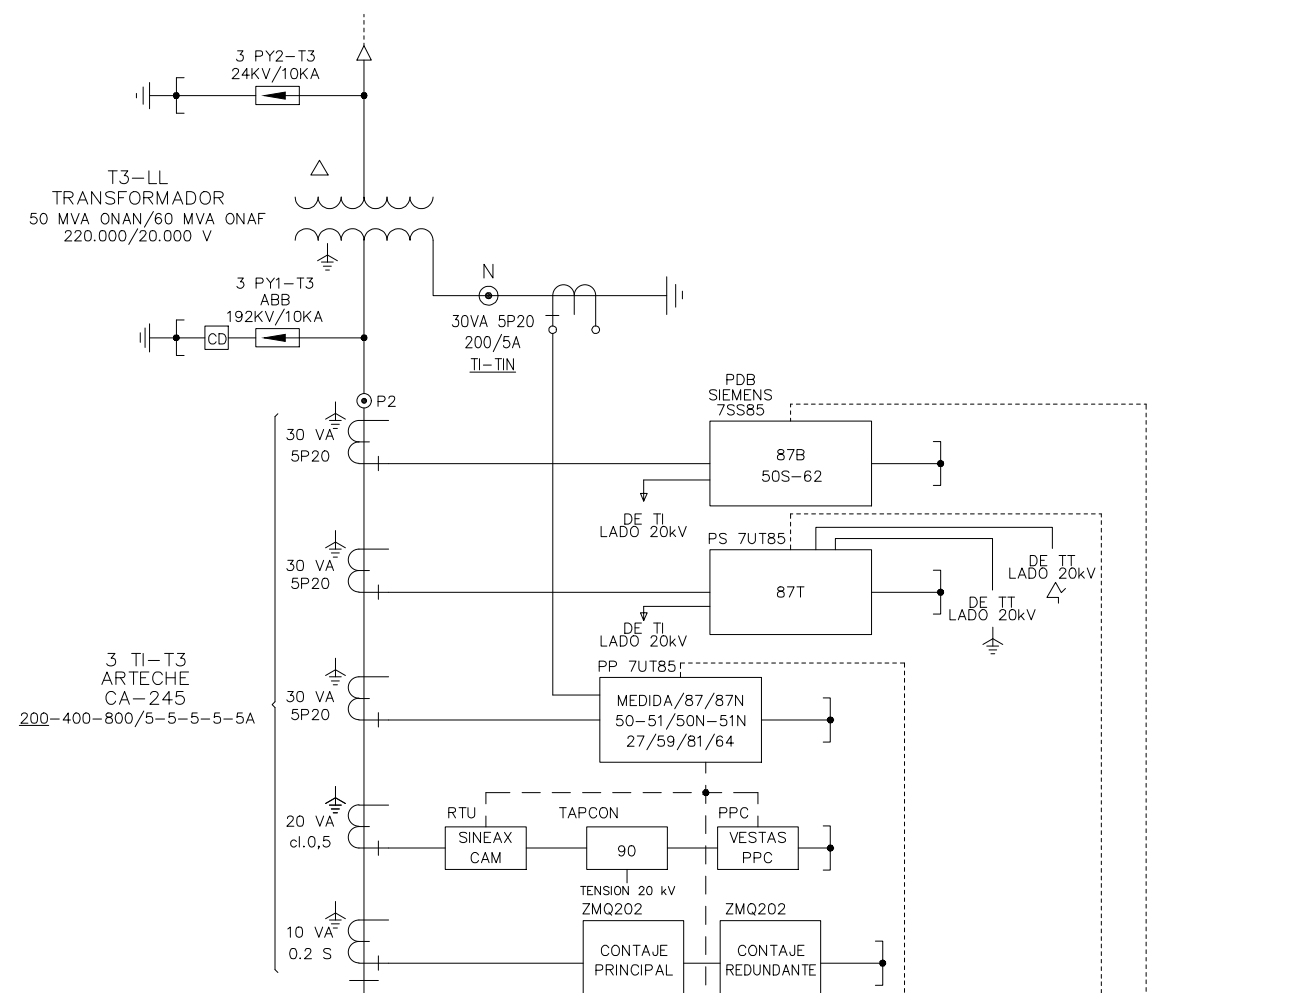 3 PY2-T3
24KV/10KA
T3-LL
TRANSFORMADOR
50 MVA ONAN/60 MVA ONAF
220.000/20.000 V
3 PY1-T3
ABB
192KV/10KA
CD
N
30VA 5P20
200/5A
TI-TIN
P2
30 VA
5P20
PDB
SIEMENS
7SS85
87B
50S-62
DE TI
LADO 20kV
30 VA
5P20
PS 7UT85
87T
DE TT
LADO 20kV
DE TT
LADO 20kV
DE TI
LADO 20kV
3 TI-T3
ARTECHE
CA-245
200-400-800/5-5-5-5-5A
30 VA
5P20
PP 7UT85
MEDIDA/87/87N
50-51/50N-51N
27/59/81/64
20 VA
cl.0,5
RTU
SINEAX
CAM
TAPCON
90
TENSION 20 kV
PPC
VESTAS
PPC
10 VA
0.2 S
ZMQ202
CONTAJE
PRINCIPAL
ZMQ202
CONTAJE
REDUNDANTE